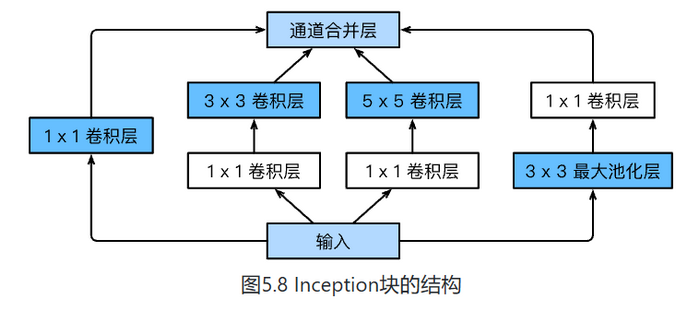 通道合并层
3 x 3 卷积层
5 x 5 卷积层
1 x 1 卷积层
1 x 1 卷积层
1 x 1 卷积层
1 x 1 卷积层
3 x 3 最大池化层
输入
图5.8 Inception块的结构